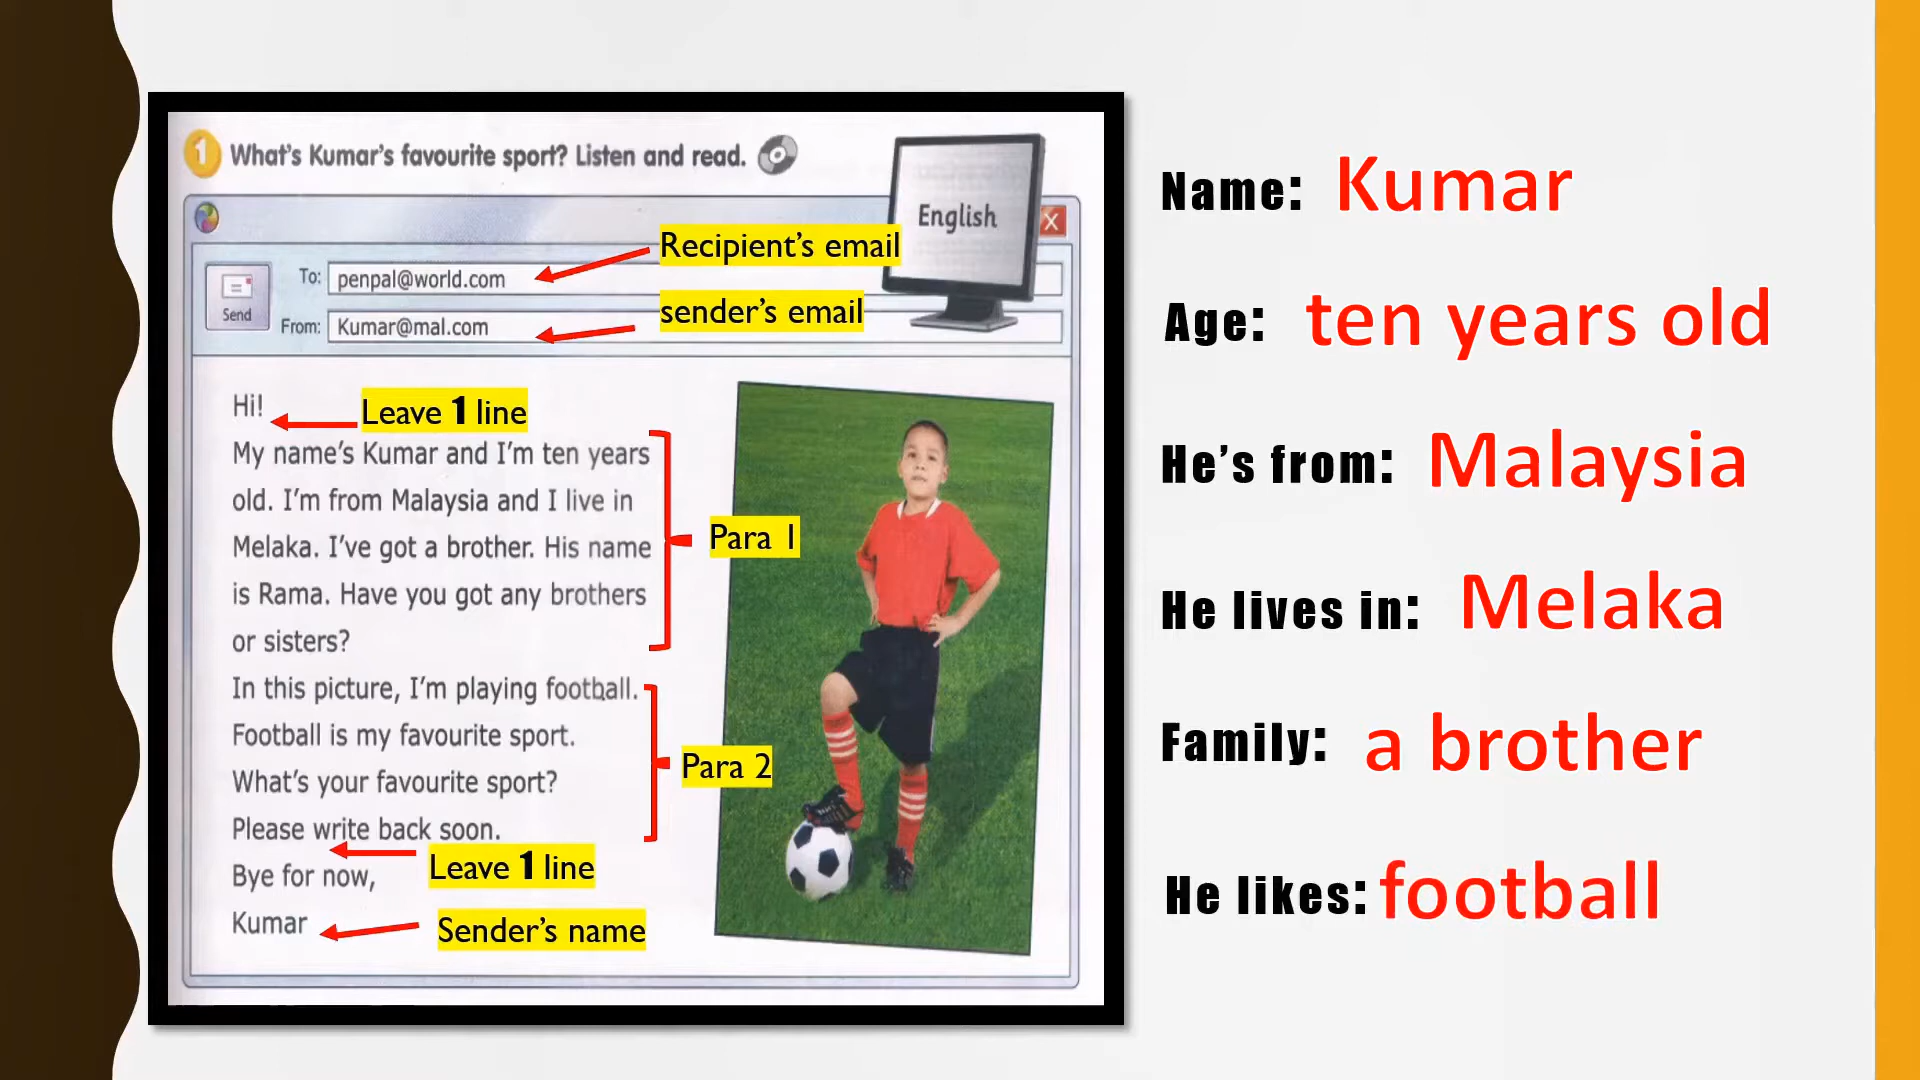 1 What's Kumar's favourite sport? Listen and read.
English
X
Recipient's email
To: penpal@world.com
Send
sender's email
From: Kumar@mal.com
Hi!
Leave 1 line
My name's Kumar and I'm ten years
old. I'm from Malaysia and I live in
Melaka. I've got a brother. His name
is Rama. Have you got any brothers
or sisters?
Para 1
In this picture, I'm playing football.
Football is my favourite sport.
What's your favourite sport?
Please write back soon.
Para 2
Leave 1 line
Bye for now,
Kumar
Sender's name
Name: Kumar
Age: ten years old
He's from: Malaysia
He lives in: Melaka
Family: a brother
He likes: football